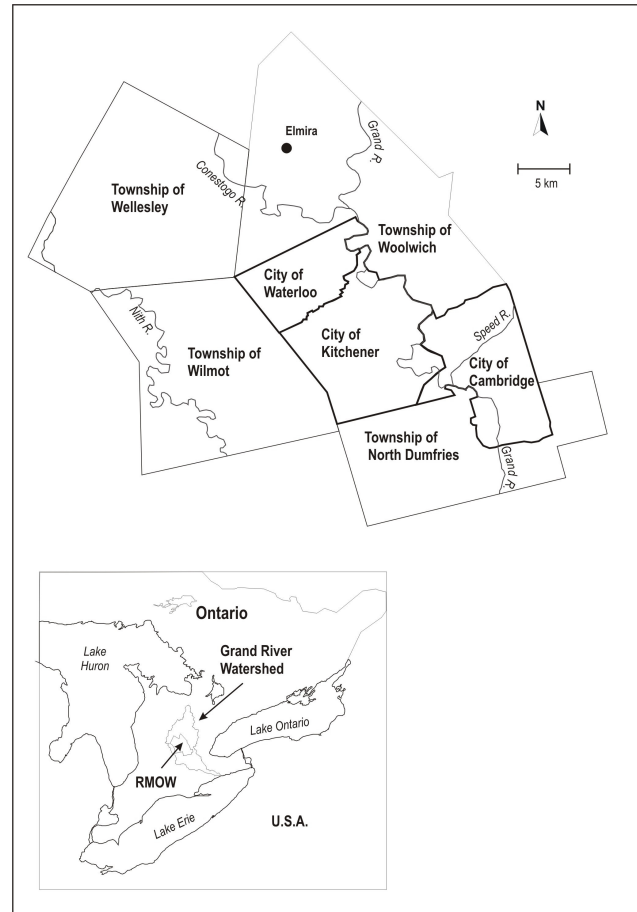 Elmira
Grand R.
N
5 km
Conestogo R.
Township of
Wellesley
Township of
Woolwich
City of
Waterloo
Nith R.
City of
Kitchener
Speed R.
Township of
Wilmot
City of
Cambridge
Township of
North Dumfries
Grand R.
Ontario
Lake
Huron
Grand River
Watershed
Lake Ontario
RMOW
Lake Erie
U.S.A.